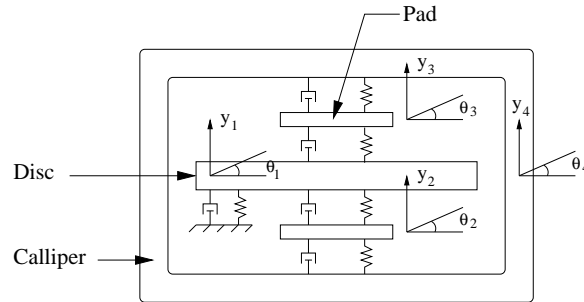 Pad
y3
θ3
y4
y1
θ1
θ4
Disc
y2
θ2
Calliper